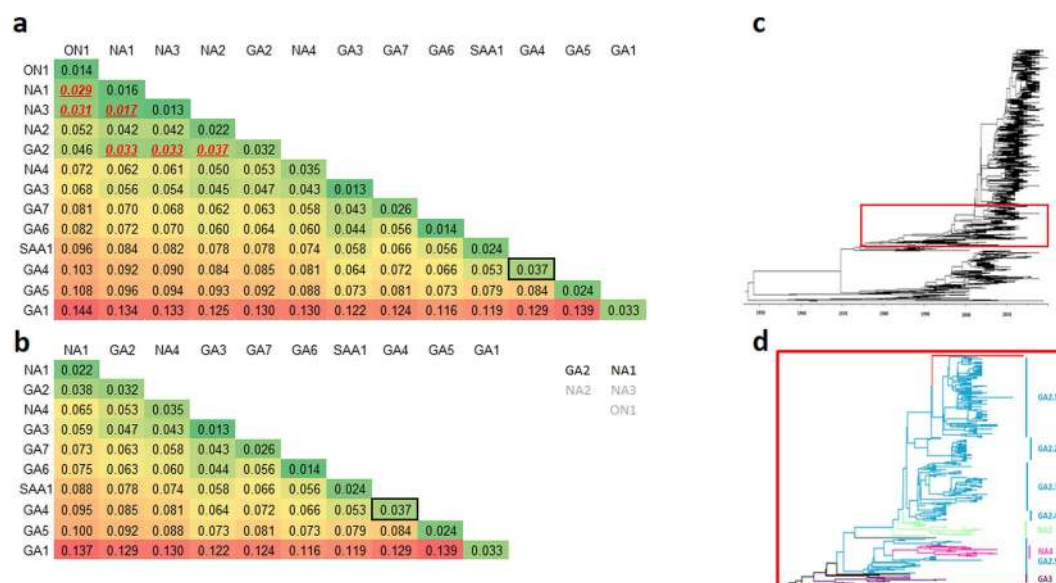 a
ON1 NA1 NA3 NA2 GA2 NA4 GA3 GA7 GA6 SAA1 GA4 GA5 GA1
ON1 0.014
NA1 0.029 0.016
NA3 0.031 0.017 0.013
NA2 0.052 0.042 0.042 0.022
GA2 0.046 0.033 0.033 0.037 0.032
NA4 0.072 0.062 0.061 0.050 0.053 0.035
GA3 0.068 0.056 0.054 0.045 0.047 0.043 0.013
GA7 0.081 0.070 0.068 0.062 0.063 0.058 0.043 0.026
GA6 0.082 0.072 0.070 0.060 0.064 0.060 0.044 0.056 0.014
SAA1 0.096 0.084 0.082 0.078 0.078 0.074 0.058 0.066 0.056 0.024
GA4 0.103 0.092 0.090 0.084 0.085 0.081 0.064 0.072 0.066 0.053 0.037
GA5 0.108 0.096 0.094 0.093 0.092 0.088 0.073 0.081 0.073 0.079 0.084 0.024
GA1 0.144 0.134 0.133 0.125 0.130 0.130 0.122 0.124 0.116 0.119 0.129 0.139 0.033
b
NA1 GA2 NA4 GA3 GA7 GA6 SAA1 GA4 GA5 GA1
NA1 0.022
GA2 0.038 0.032
NA4 0.065 0.053 0.035
GA3 0.059 0.047 0.043 0.013
GA7 0.073 0.063 0.058 0.043 0.026
GA6 0.075 0.063 0.060 0.044 0.056 0.014
SAA1 0.088 0.078 0.074 0.058 0.066 0.056 0.024
GA4 0.095 0.085 0.081 0.064 0.072 0.066 0.053 0.037
GA5 0.100 0.092 0.088 0.073 0.081 0.073 0.079 0.084 0.024
GA1 0.137 0.129 0.130 0.122 0.124 0.116 0.119 0.129 0.139 0.033
GA2 NA1
NA2 NA3
ON1
c
d
NA2
NA4
GA3